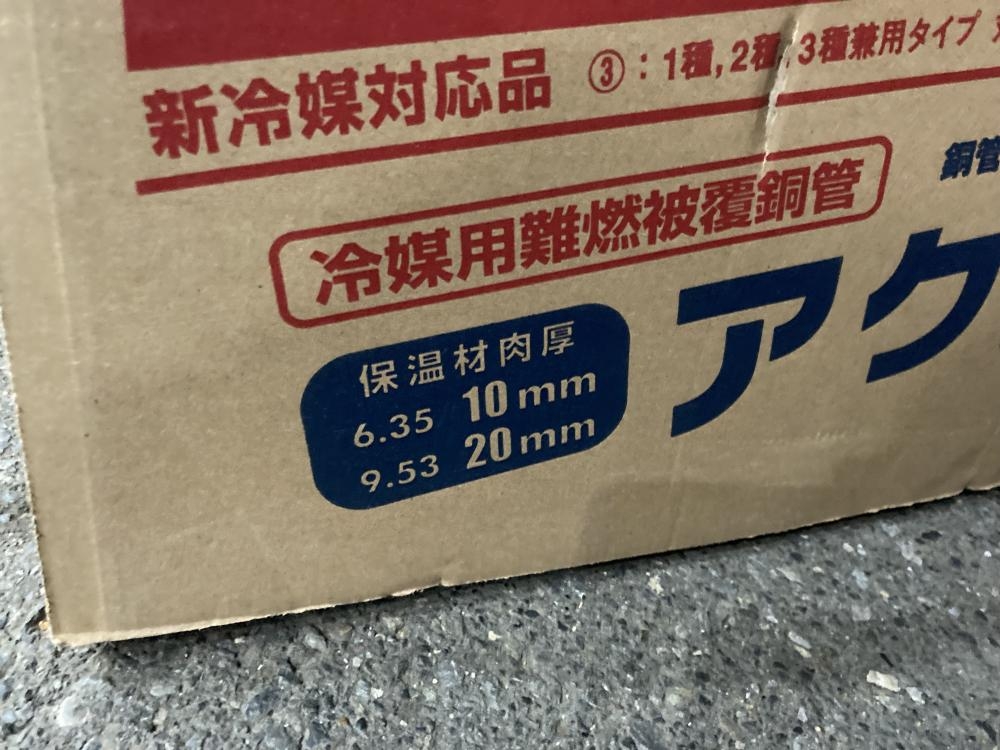 新冷媒対応品 ③:1種,2種,3種兼用タイプ
冷媒用難燃被覆銅管
銅管
保温材肉厚
6.35 10mm
9.53 20mm
アク